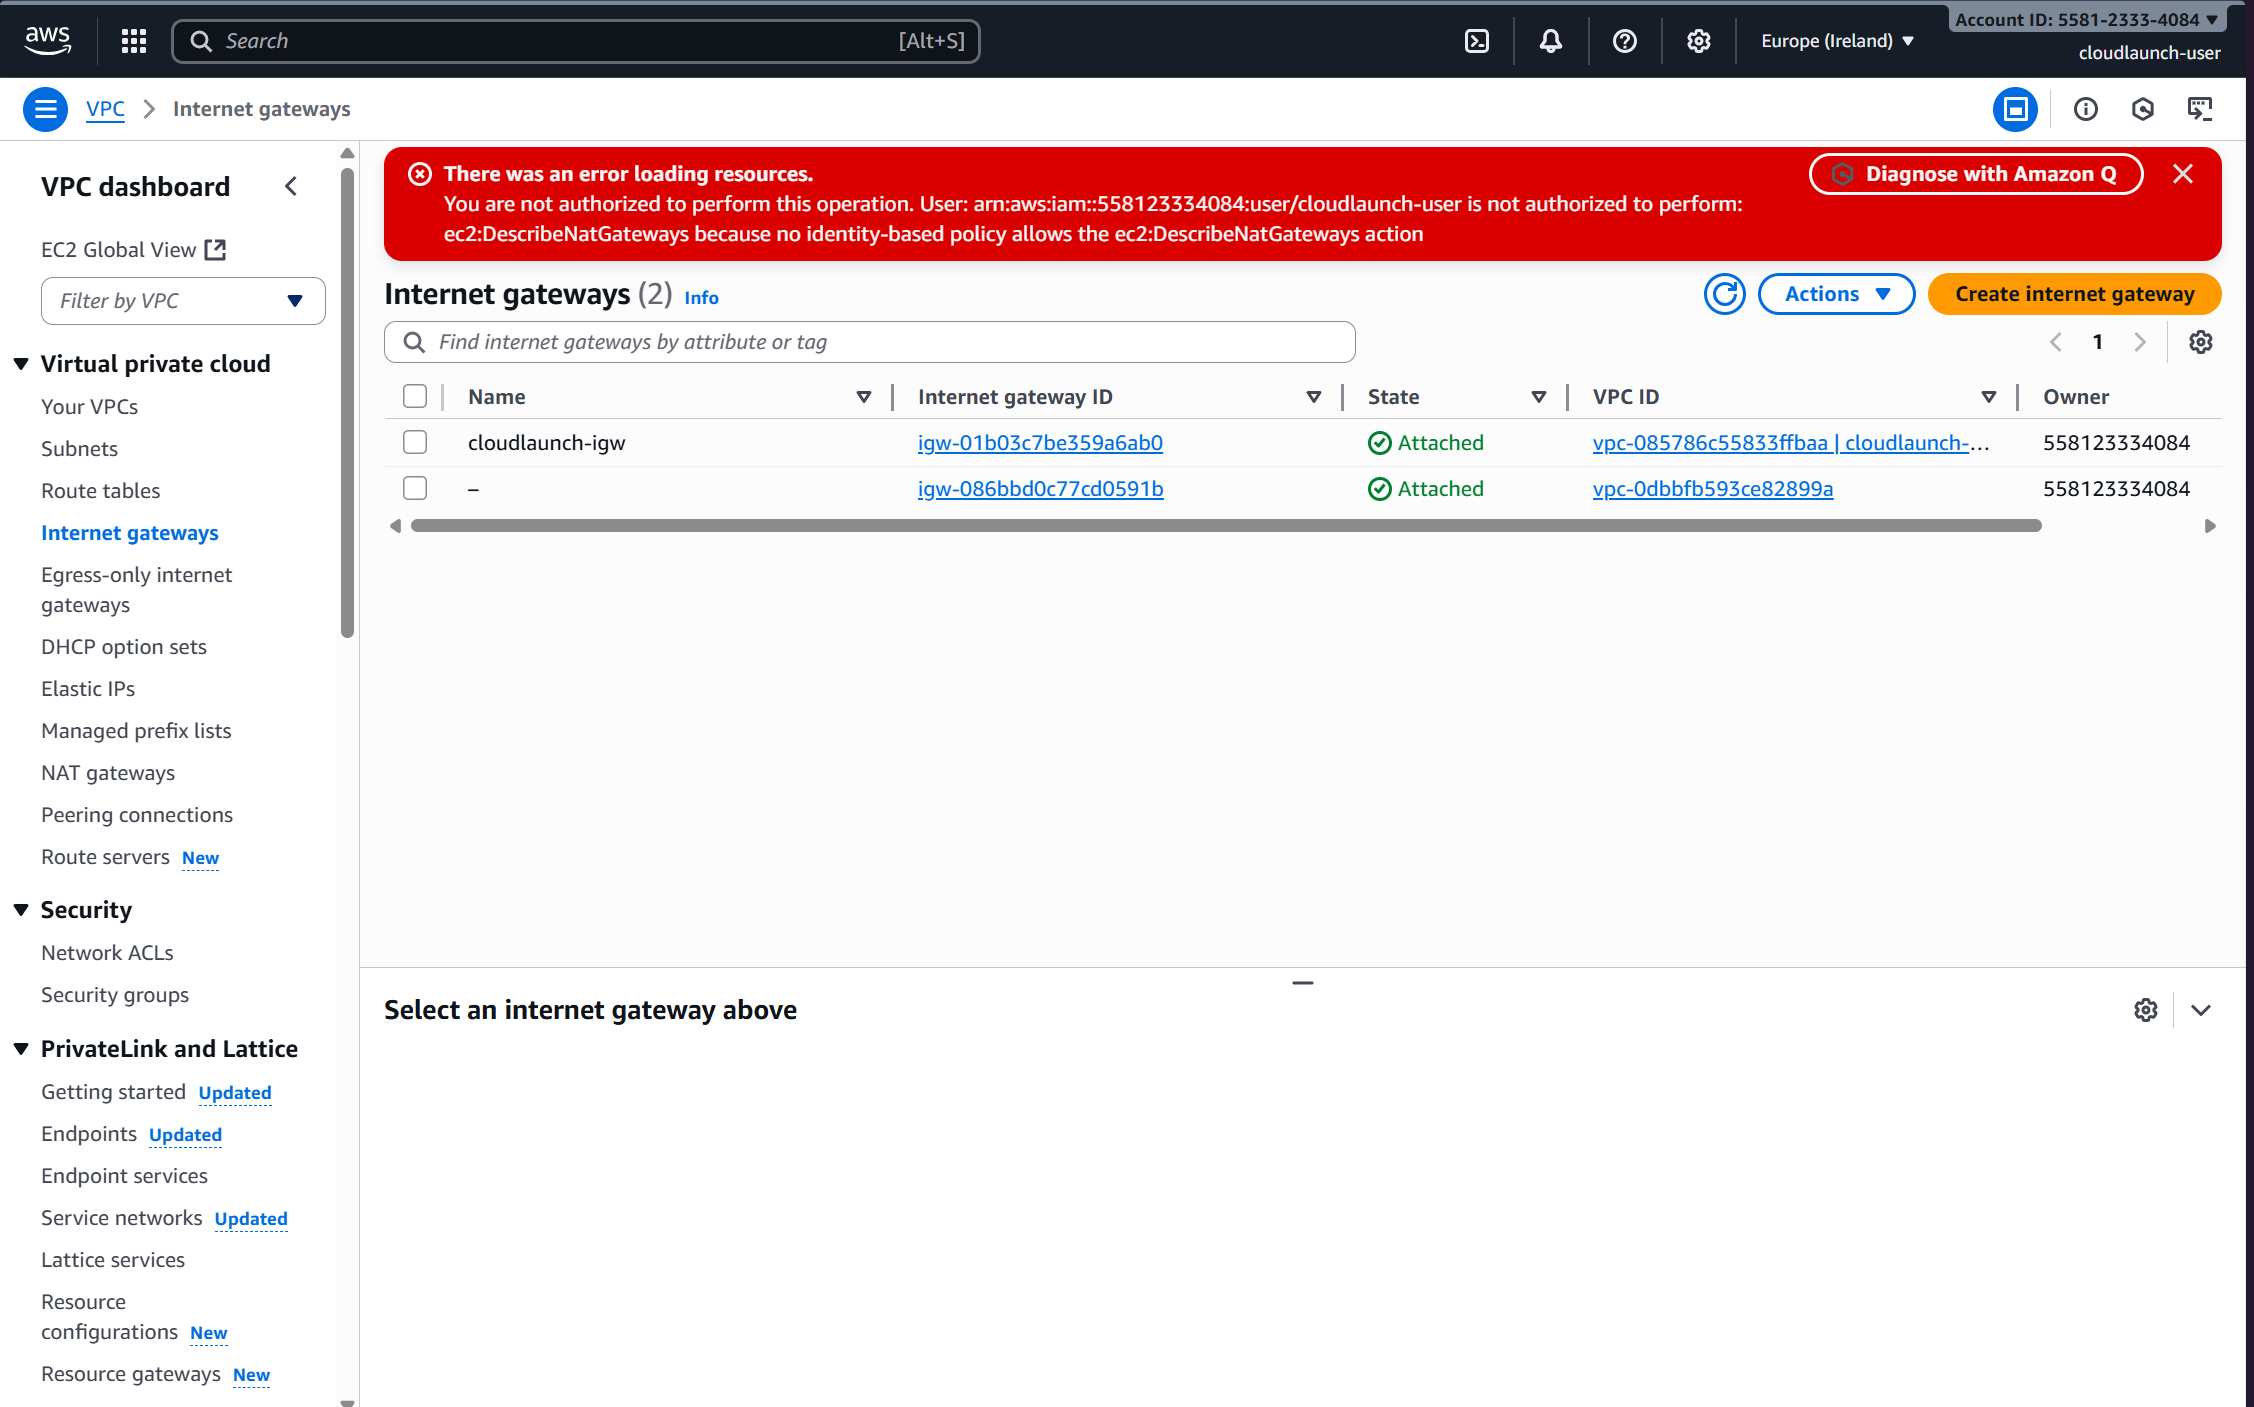 aws
Search
[Alt+S]
Europe (Ireland)
Account ID: 5581-2333-4084
cloudlaunch-user
VPC
Internet gateways
VPC dashboard
EC2 Global View
Filter by VPC
Virtual private cloud
Your VPCs
Subnets
Route tables
Internet gateways
Egress-only internet
gateways
DHCP option sets
Elastic IPs
Managed prefix lists
NAT gateways
Peering connections
Route servers New
Security
Network ACLs
Security groups
PrivateLink and Lattice
Getting started Updated
Endpoints Updated
Endpoint services
Service networks Updated
Lattice services
Resource
configurations New
Resource gateways New
There was an error loading resources.
Diagnose with Amazon Q
You are not authorized to perform this operation. User: arn:aws:iam::558123334084:user/cloudlaunch-user is not authorized to perform:
ec2:DescribeNatGateways because no identity-based policy allows the ec2:DescribeNatGateways action
Internet gateways (2) Info
Actions
Create internet gateway
Find internet gateways by attribute or tag
1
Name Internet gateway ID State VPC ID Owner
cloudlaunch-igw igw-01b03c7be359a6ab0 Attached vpc-085786c55833ffbaa | cloudlaunch-... 558123334084
– igw-086bbd0c77cd0591b Attached vpc-0dbbfb593ce82899a 558123334084
Select an internet gateway above